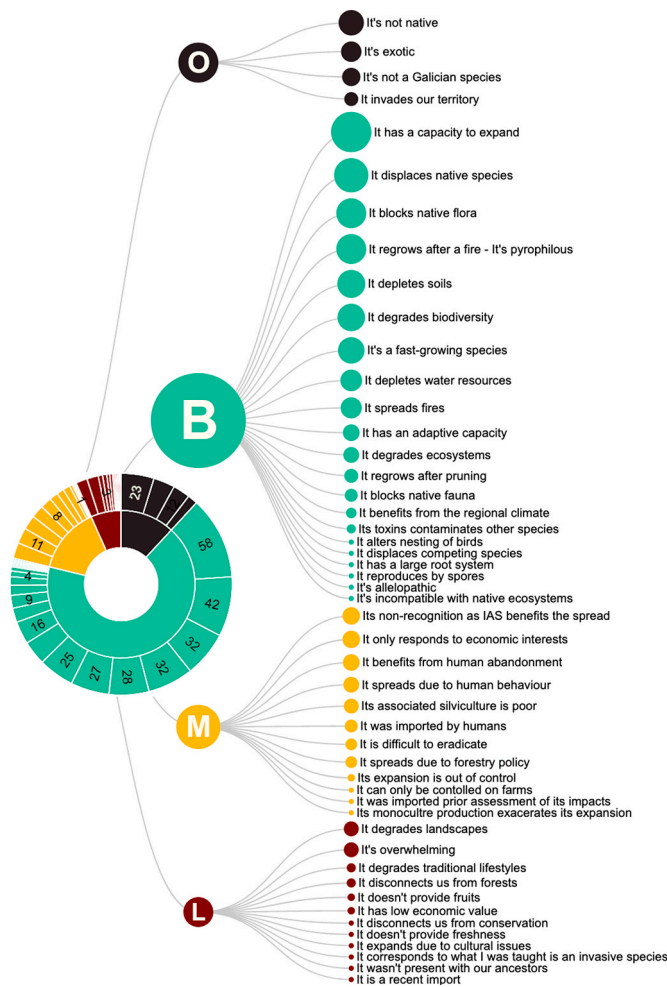 O
It's not native
It's exotic
It's not a Galician species
It invades our territory
B
It has a capacity to expand
It displaces native species
It blocks native flora
It regrows after a fire - It's pyrophilous
It depletes soils
It degrades biodiversity
It's a fast-growing species
It depletes water resources
It spreads fires
It has an adaptive capacity
It degrades ecosystems
It regrows after pruning
It blocks native fauna
It benefits from the regional climate
Its toxins contaminates other species
It alters nesting of birds
It displaces competing species
It has a large root system
It reproduces by spores
It's allelopathic
It's incompatible with native ecosystems
23
58
42
32
32
28
27
25
16
9
4
11
8
M
Its non-recognition as IAS benefits the spread
It only responds to economic interests
It benefits from human abandonment
It spreads due to human behaviour
Its associated silviculture is poor
It was imported by humans
It is difficult to eradicate
It spreads due to forestry policy
Its expansion is out of control
It can only be contolled on farms
It was imported prior assessment of its impacts
Its monocultre production exacerates its expansion
L
It degrades landscapes
It's overwhelming
It degrades traditional lifestyles
It disconnects us from forests
It doesn't provide fruits
It has low economic value
It disconnects us from conservation
It doesn't provide freshness
It expands due to cultural issues
It corresponds to what I was taught is an invasive species
It wasn't present with our ancestors
It is a recent import